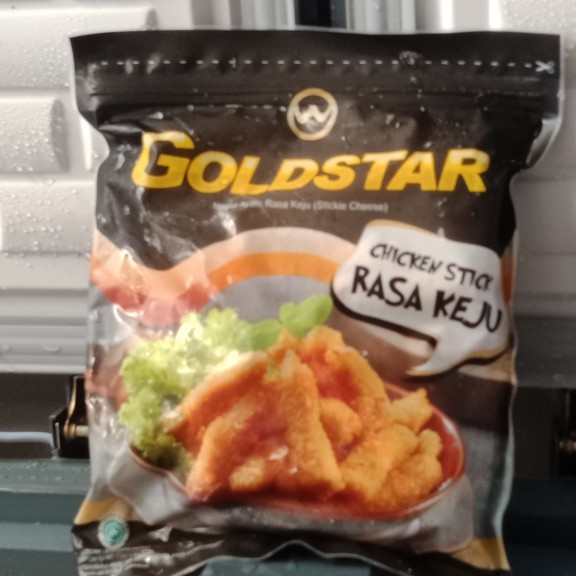 GOLDSTAR
Rasa Keju (Stickie Cheese)
CHICKEN STICK
RASA KEJU